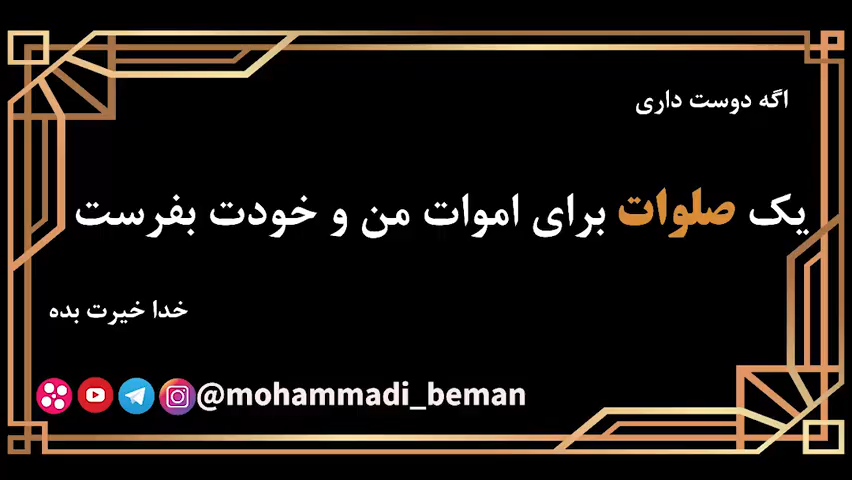 اگه دوست داری
یک صلوات برای اموات من و خودت بفرست
خدا خیرت بده
@mohammadi_beman